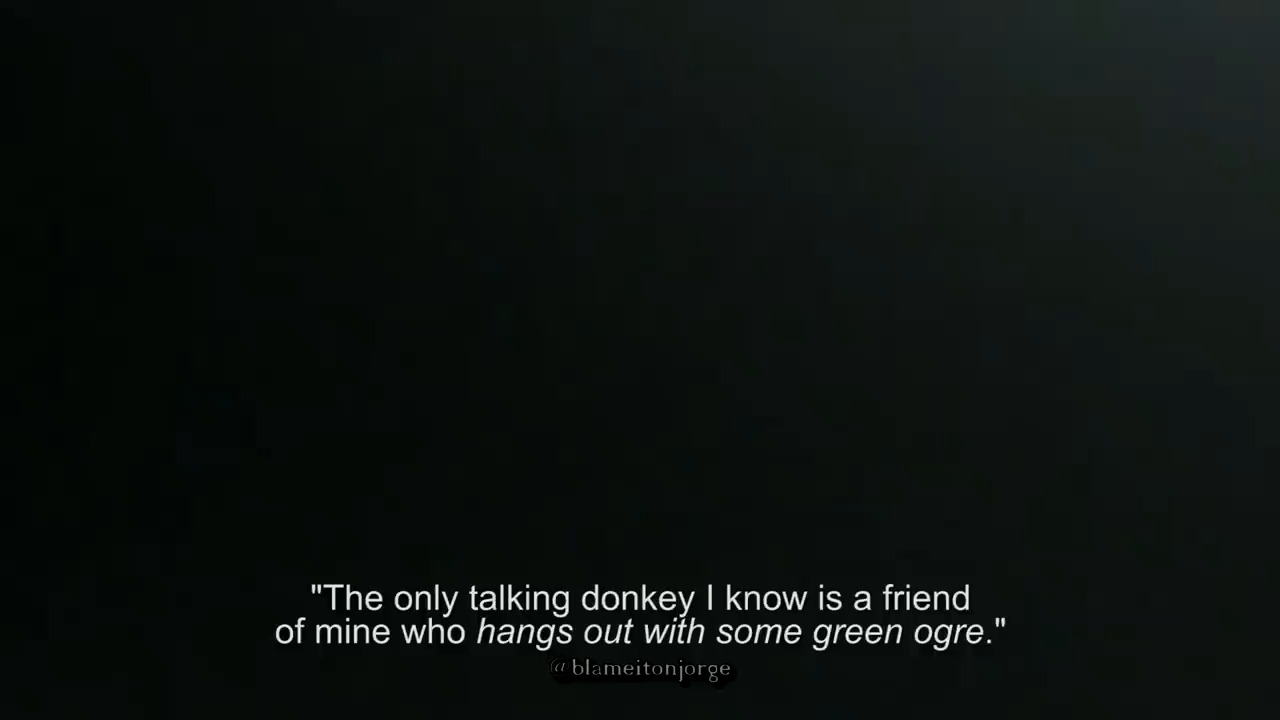 "The only talking donkey I know is a friend
of mine who hangs out with some green ogre."
@blameitonjorge